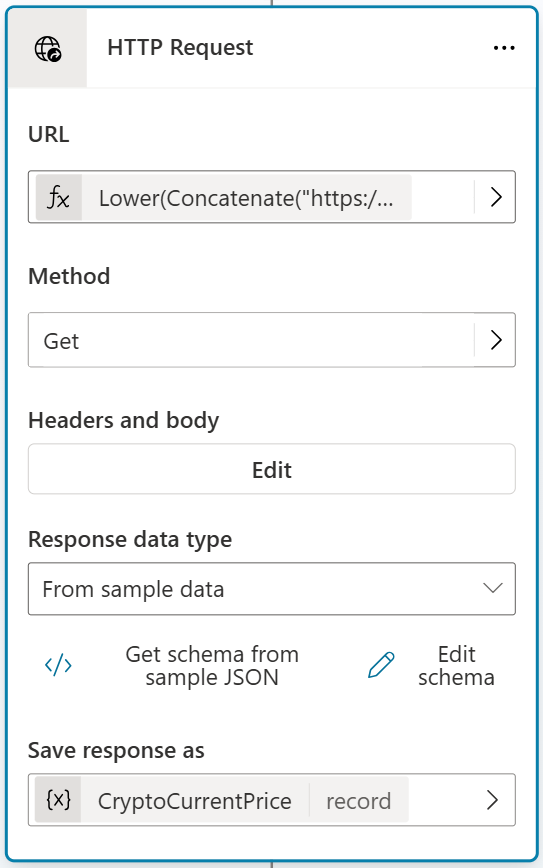 HTTP Request
...
URL
fx Lower(Concatenate("https:/...
Method
Get
Headers and body
Edit
Response data type
From sample data
</> Get schema from
sample JSON
Edit
schema
Save response as
{x} CryptoCurrentPrice record